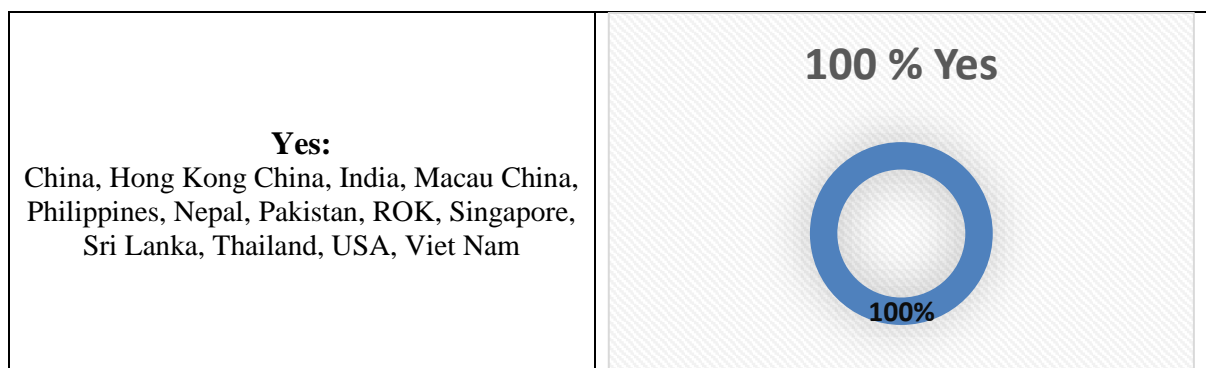 Yes:
China, Hong Kong China, India, Macau China,
Philippines, Nepal, Pakistan, ROK, Singapore,
Sri Lanka, Thailand, USA, Viet Nam
100 % Yes
100%